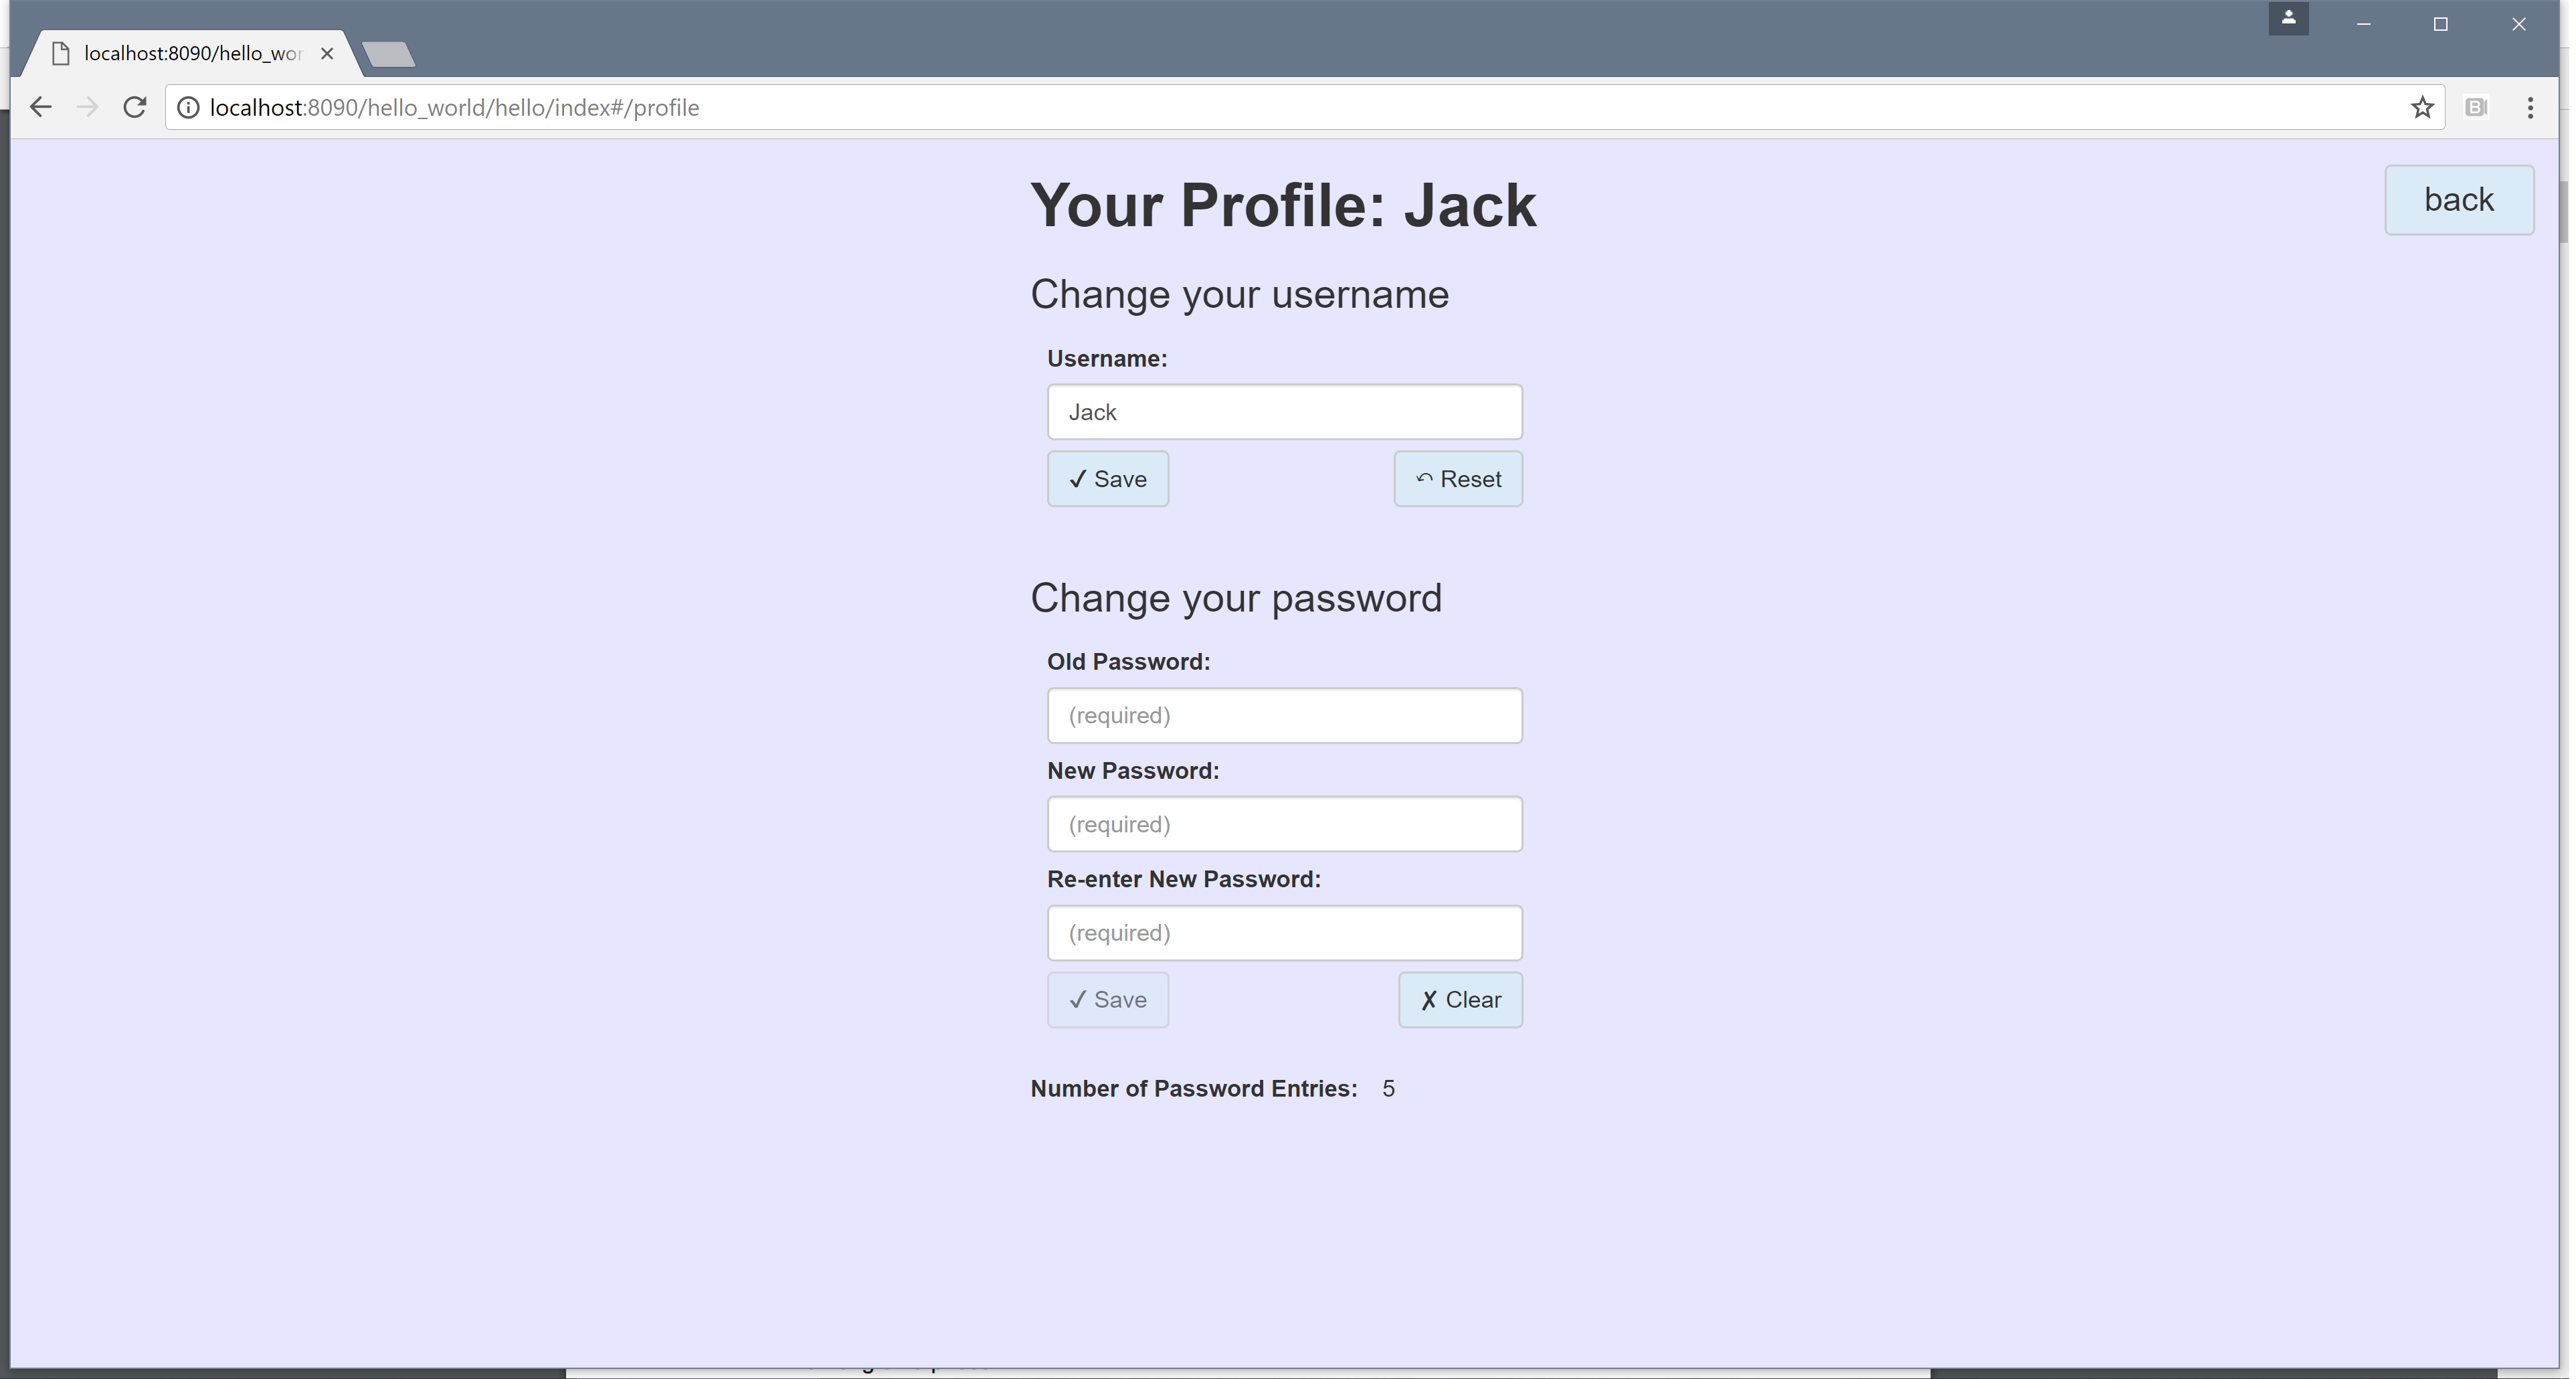 localhost:8090/hello_wor
localhost:8090/hello_world/hello/index#/profile
Your Profile: Jack
back
Change your username
Username:
Jack
✓ Save
↶ Reset
Change your password
Old Password:
(required)
New Password:
(required)
Re-enter New Password:
(required)
✓ Save
✗ Clear
Number of Password Entries: 5